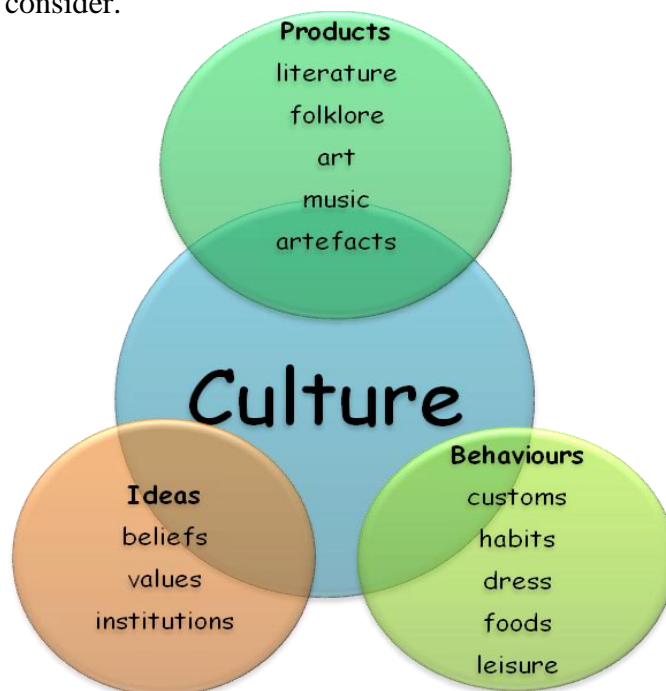 consider.
Products
literature
folklore
art
music
artefacts
Culture
Ideas
beliefs
values
institutions
Behaviours
customs
habits
dress
foods
leisure